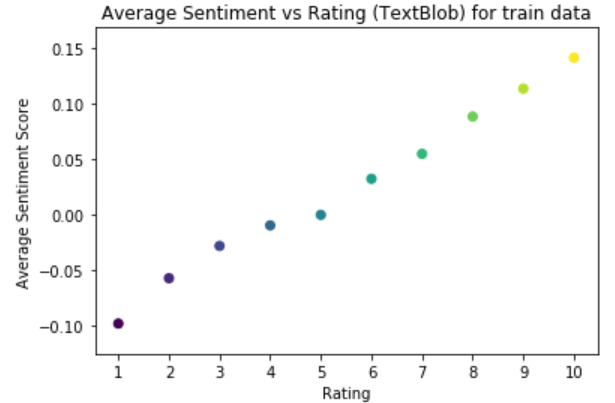 Average Sentiment vs Rating (TextBlob) for train data
0.15
0.10
0.05
0.00
−0.05
−0.10
Average Sentiment Score
1 2 3 4 5 6 7 8 9 10
Rating